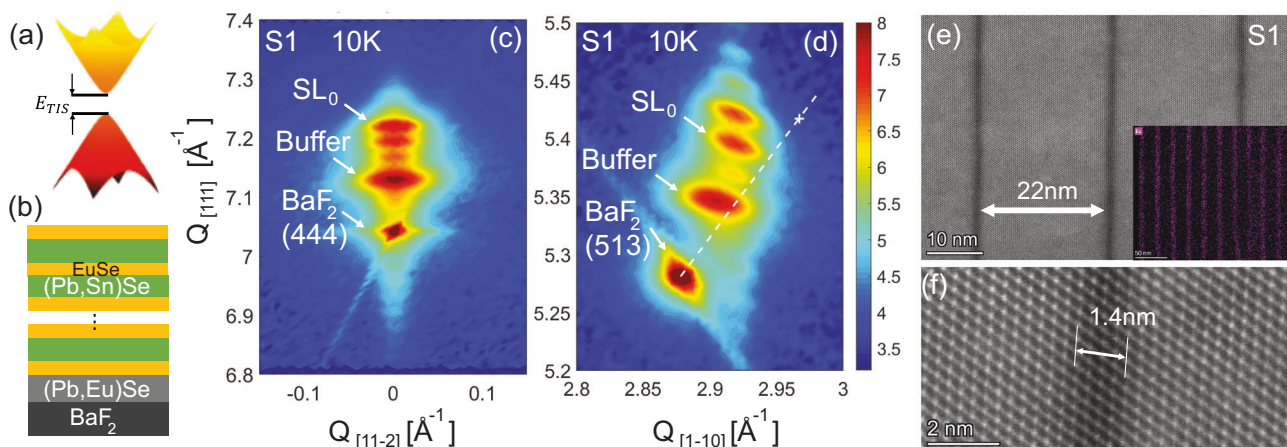 (a)
E_TIS
(b)
EuSe
(Pb,Sn)Se
⋮
(Pb,Eu)Se
BaF2
S1 10K (c)
SL0
Buffer
BaF2
(444)
7.4
7.3
7.2
7.1
7
6.9
6.8
Q [111] [Å-1]
-0.1 0 0.1
Q [11-2] [Å-1]
S1 10K (d)
SL0
Buffer
BaF2
(513)
5.5
5.45
5.4
5.35
5.3
5.25
5.2
2.8 2.85 2.9 2.95 3
Q [1-10] [Å-1]
8
7.5
7
6.5
6
5.5
5
4.5
4
3.5
(e) S1
22nm
10 nm
Eu
50 nm
(f)
1.4nm
2 nm